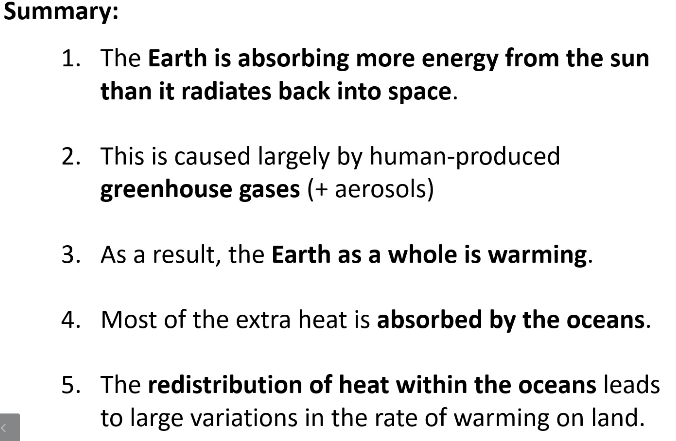 Summary:
1. The Earth is absorbing more energy from the sun
than it radiates back into space.
2. This is caused largely by human-produced
greenhouse gases (+ aerosols)
3. As a result, the Earth as a whole is warming.
4. Most of the extra heat is absorbed by the oceans.
5. The redistribution of heat within the oceans leads
to large variations in the rate of warming on land.